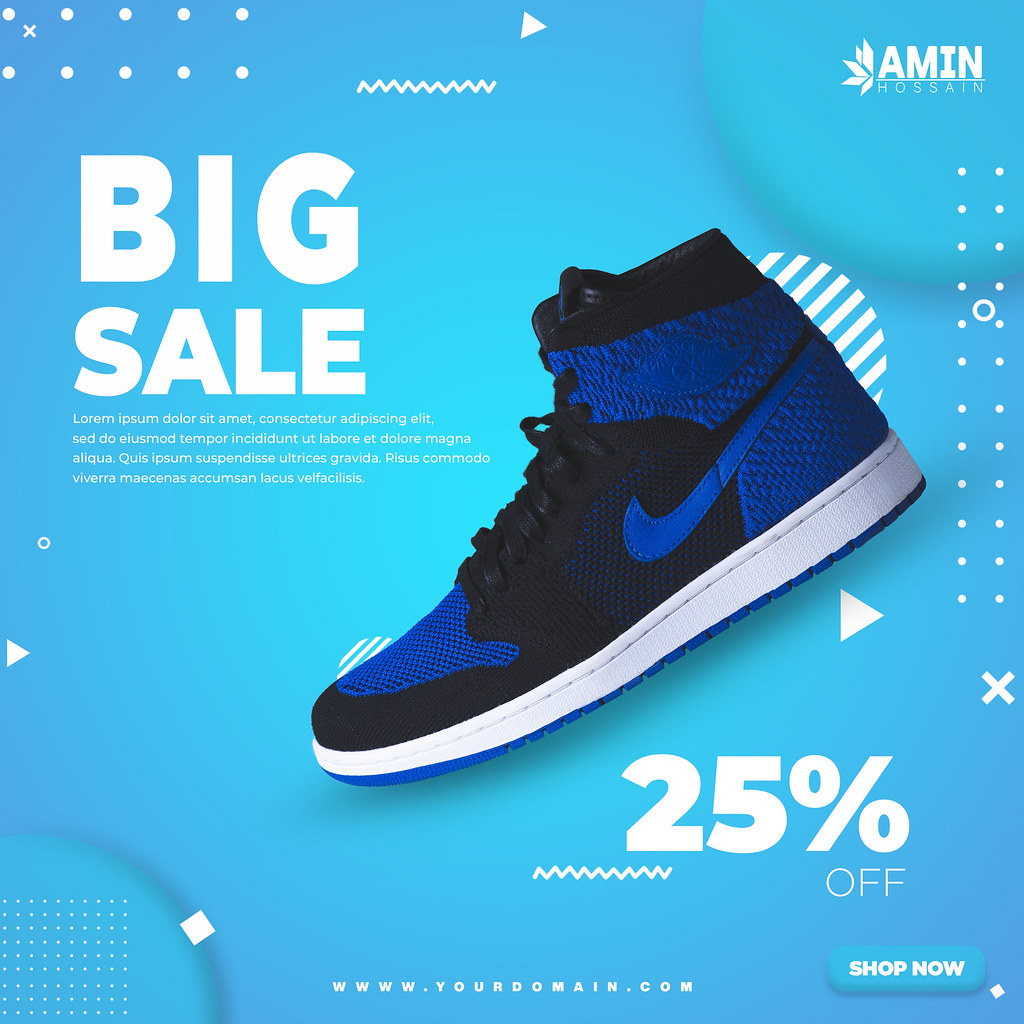 AMIN
HOSSAIN
BIG
SALE
Lorem ipsum dolor sit amet, consectetur adipiscing elit,
sed do eiusmod tempor incididunt ut labore et dolore magna
aliqua. Quis ipsum suspendisse ultrices gravida. Risus commodo
viverra maecenas accumsan lacus velfacilisis.
25%
OFF
SHOP NOW
WWW.YOURDOMAIN.COM